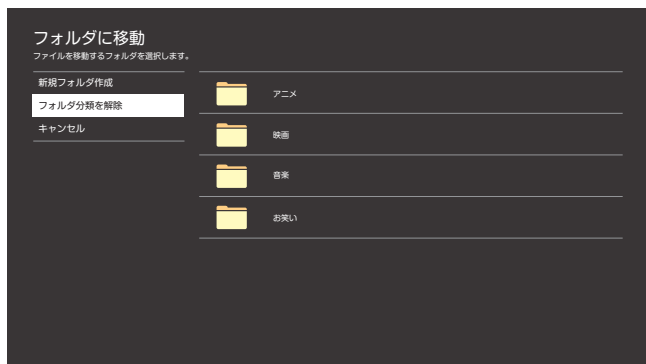 フォルダに移動
ファイルを移動するフォルダを選択します。
新規フォルダ作成
フォルダ分類を解除
キャンセル
アニメ
映画
音楽
お笑い